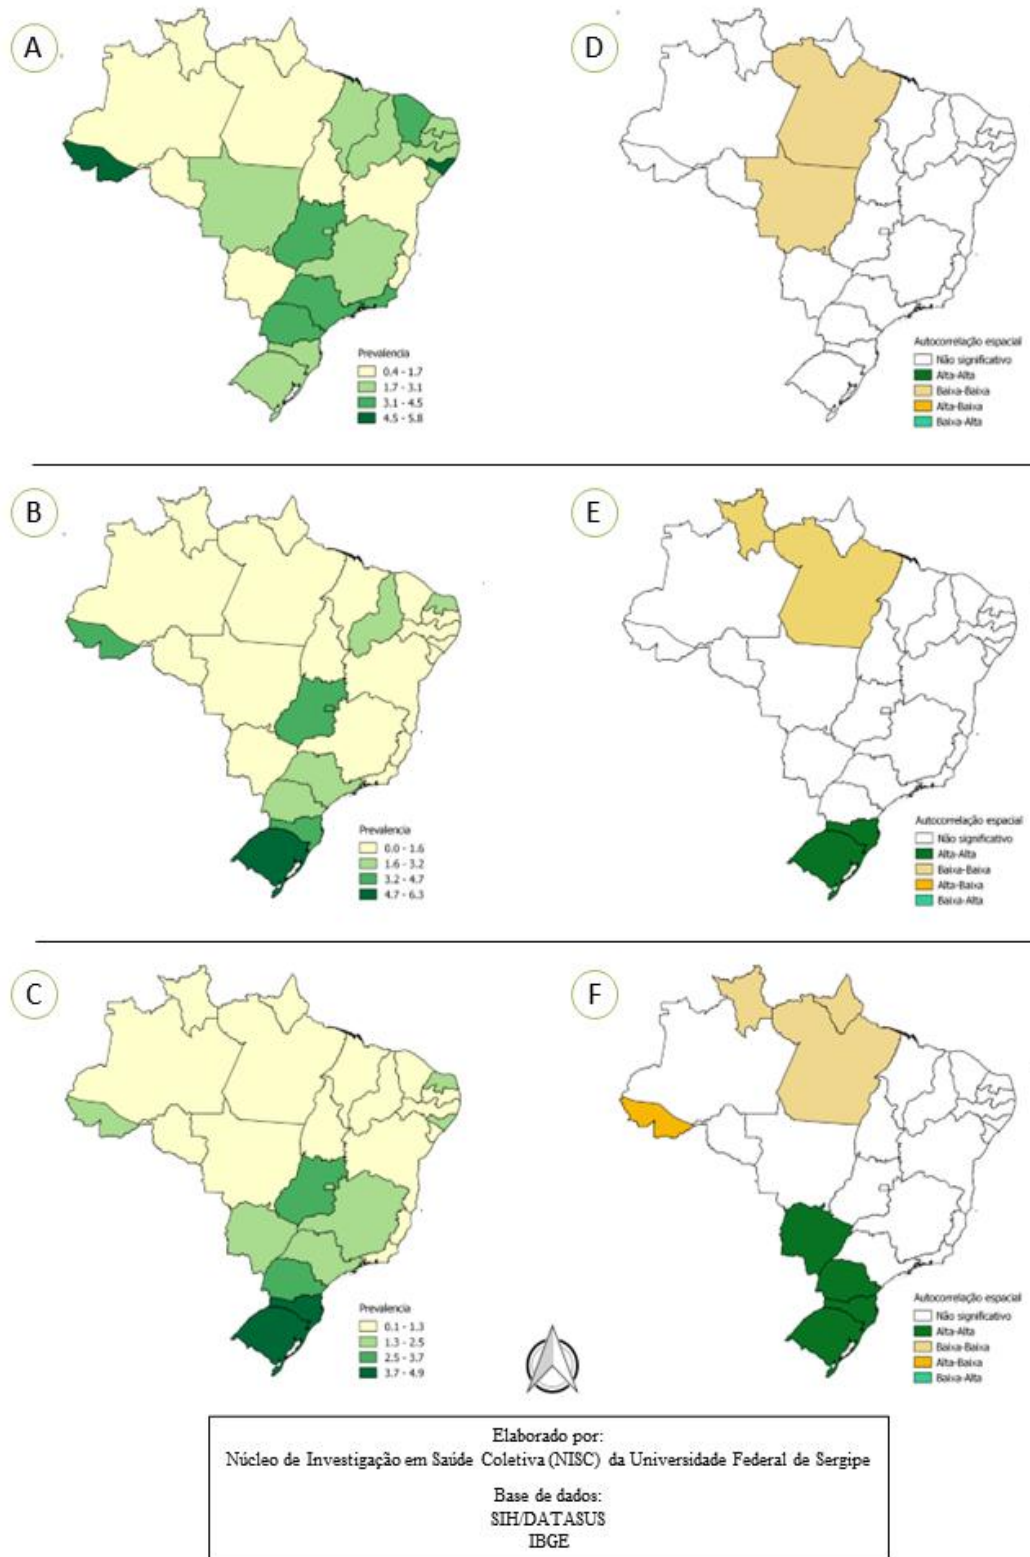 A
Prevalencia
0.4 - 1.7
1.7 - 3.1
3.1 - 4.5
4.5 - 5.8
D
Autocorrelação espacial
Não significativo
Alta-Alta
Baixa-Baixa
Alta-Baixa
Baixa-Alta
B
Prevalencia
0.0 - 1.6
1.6 - 3.2
3.2 - 4.7
4.7 - 6.3
E
Autocorrelação espacial
Não significativo
Alta-Alta
Baixa-Baixa
Alta-Baixa
Baixa-Alta
C
Prevalencia
0.1 - 1.3
1.3 - 2.5
2.5 - 3.7
3.7 - 4.9
F
Autocorrelação espacial
Não significativo
Alta-Alta
Baixa-Baixa
Alta-Baixa
Baixa-Alta
Elaborado por:
Núcleo de Investigação em Saúde Coletiva (NISC) da Universidade Federal de Sergipe
Base de dados:
SIH/DATASUS
IBGE